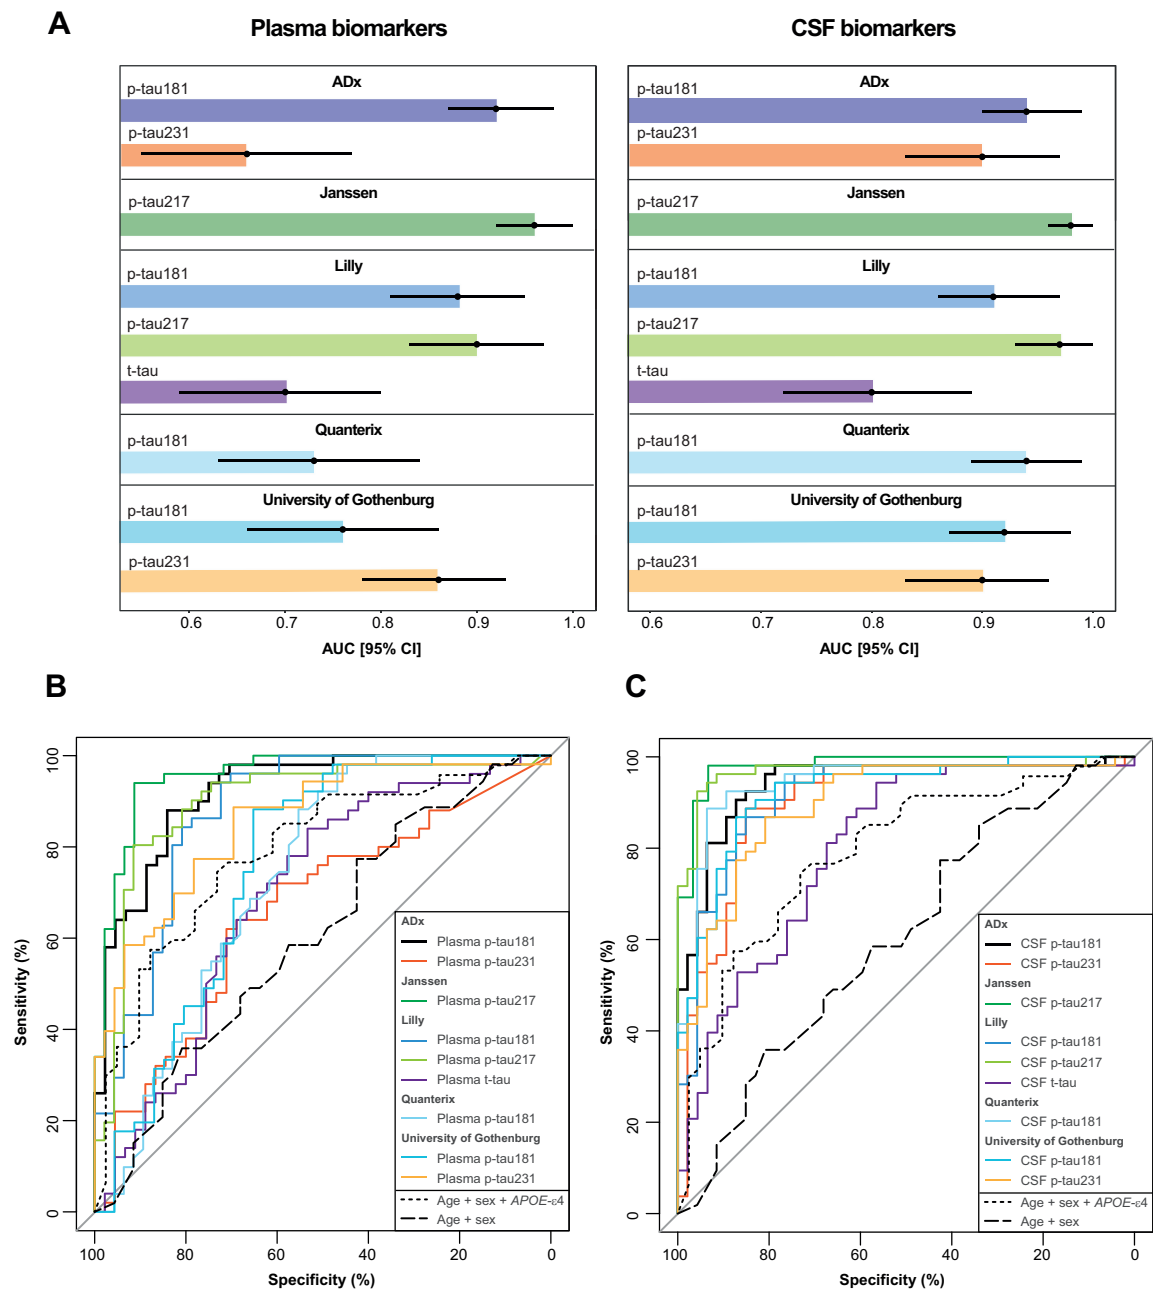 A
Plasma biomarkers
CSF biomarkers
ADx
p-tau181
p-tau231
Janssen
p-tau217
Lilly
p-tau181
p-tau217
t-tau
Quanterix
p-tau181
University of Gothenburg
p-tau181
p-tau231
0.6 0.7 0.8 0.9 1.0
AUC [95% CI]
ADx
p-tau181
p-tau231
Janssen
p-tau217
Lilly
p-tau181
p-tau217
t-tau
Quanterix
p-tau181
University of Gothenburg
p-tau181
p-tau231
0.6 0.7 0.8 0.9 1.0
AUC [95% CI]
B
Sensitivity (%)
100
80
60
40
20
0
ADx
Plasma p-tau181
Plasma p-tau231
Janssen
Plasma p-tau217
Lilly
Plasma p-tau181
Plasma p-tau217
Plasma t-tau
Quanterix
Plasma p-tau181
University of Gothenburg
Plasma p-tau181
Plasma p-tau231
Age + sex + APOE-ε4
Age + sex
100 80 60 40 20 0
Specificity (%)
C
Sensitivity (%)
100
80
60
40
20
0
ADx
CSF p-tau181
CSF p-tau231
Janssen
CSF p-tau217
Lilly
CSF p-tau181
CSF p-tau217
CSF t-tau
Quanterix
CSF p-tau181
University of Gothenburg
CSF p-tau181
CSF p-tau231
Age + sex + APOE-ε4
Age + sex
100 80 60 40 20 0
Specificity (%)